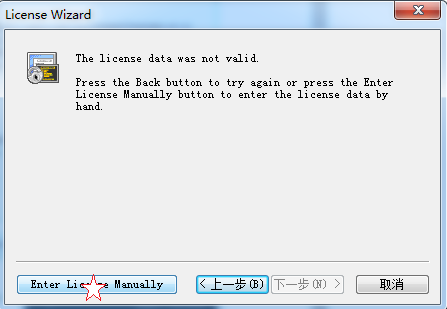 License Wizard
The license data was not valid.
Press the Back button to try again or press the Enter
License Manually button to enter the license data by
hand.
Enter License Manually
< 上一步(B)
下一步(N) >
取消